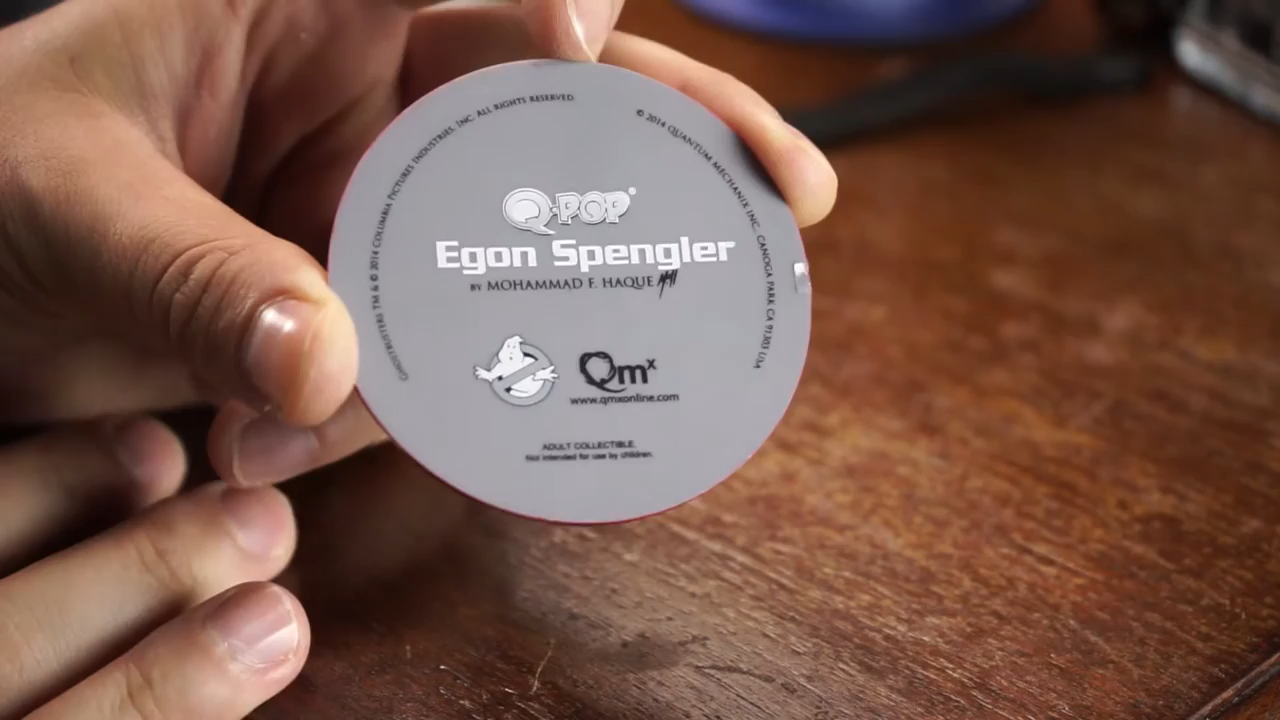 GHOSTBUSTERS TM & © 2014 COLUMBIA PICTURES INDUSTRIES, INC. ALL RIGHTS RESERVED.
© 2014 QUANTUM MECHANIX INC. CANOGA PARK CA 91303 USA
Q·POP®
Egon Spengler
BY MOHAMMAD F. HAQUE
Qmx
www.qmxonline.com
ADULT COLLECTIBLE.
Not intended for use by children.